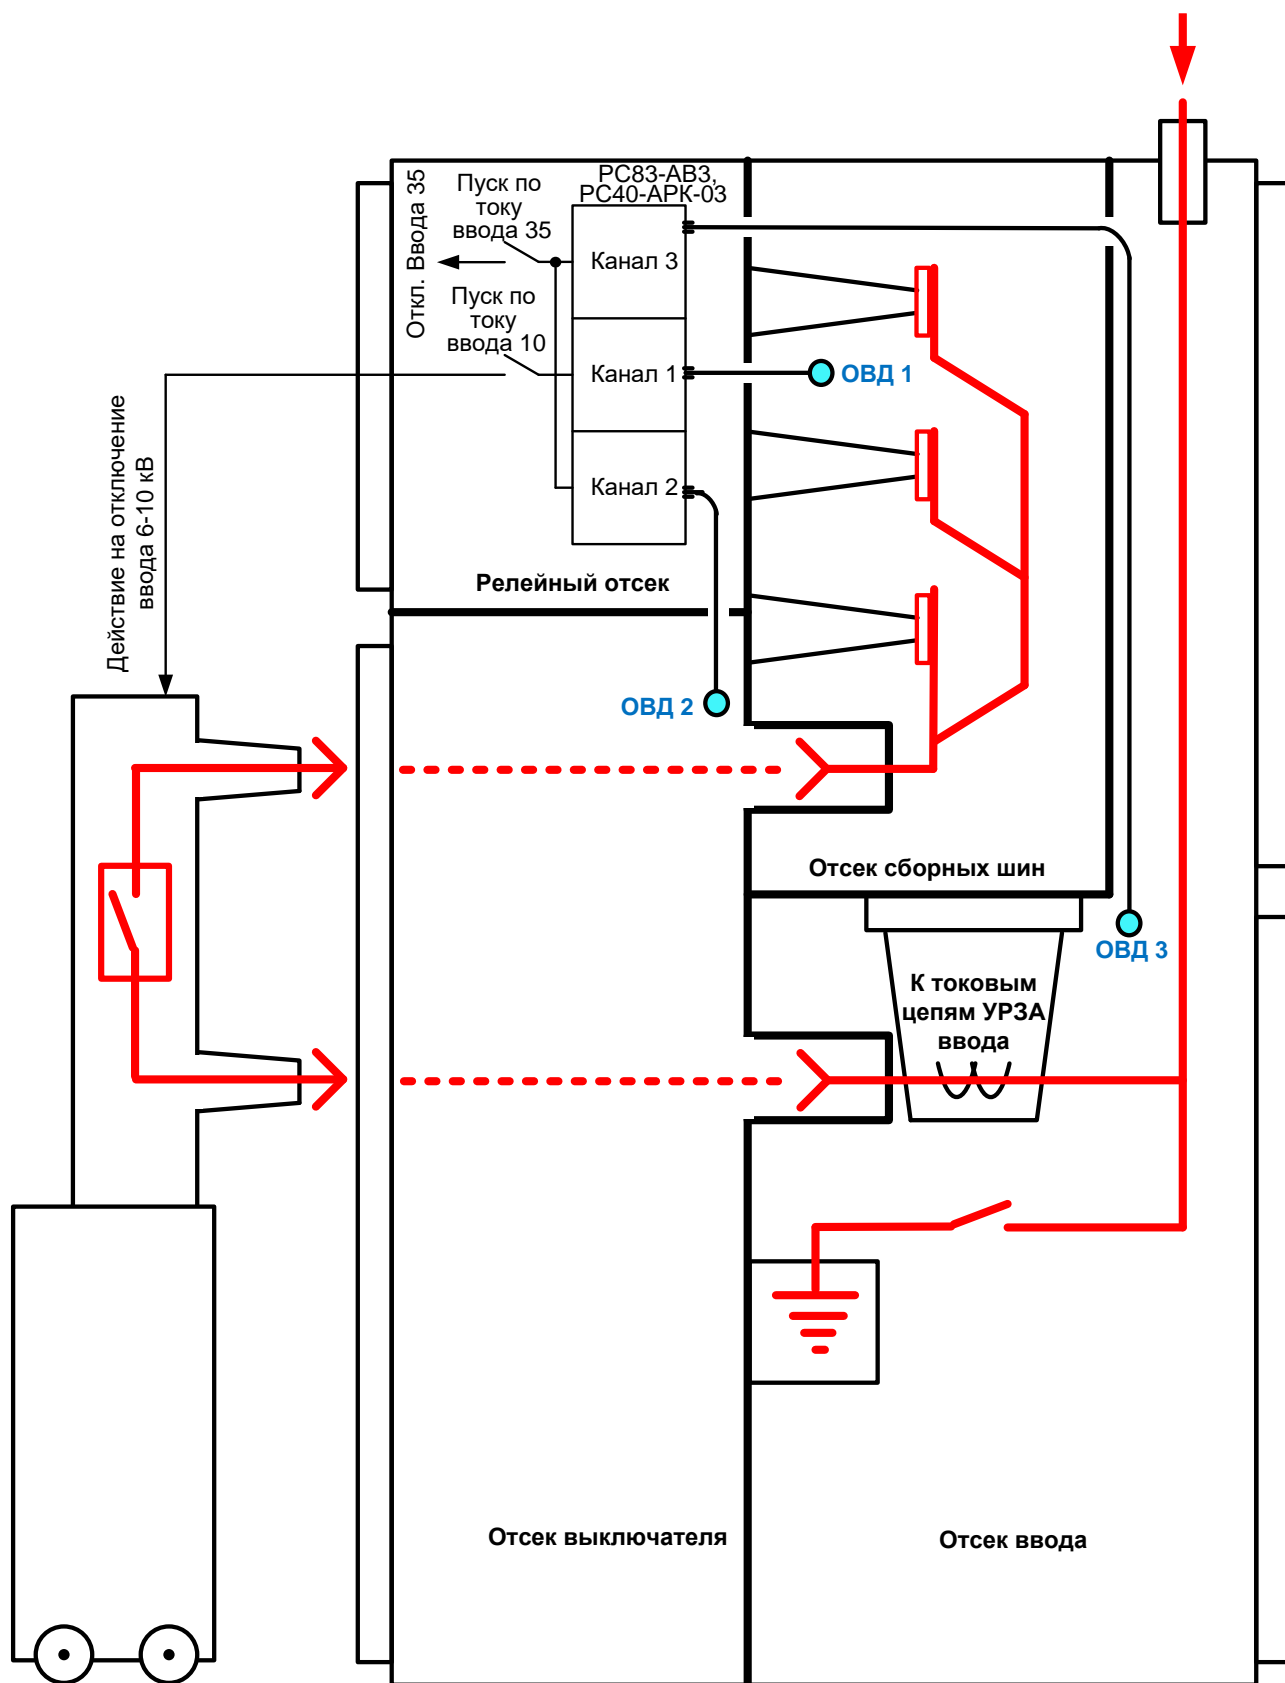 РС83-АВ3,
РС40-АРК-03
Откл. Ввода 35
Пуск по
току
ввода 35
Канал 3
Пуск по
току
ввода 10
Канал 1
ОВД 1
Канал 2
Действие на отключение
ввода 6-10 кВ
Релейный отсек
ОВД 2
Отсек сборных шин
ОВД 3
К токовым
цепям УРЗА
ввода
Отсек выключателя
Отсек ввода